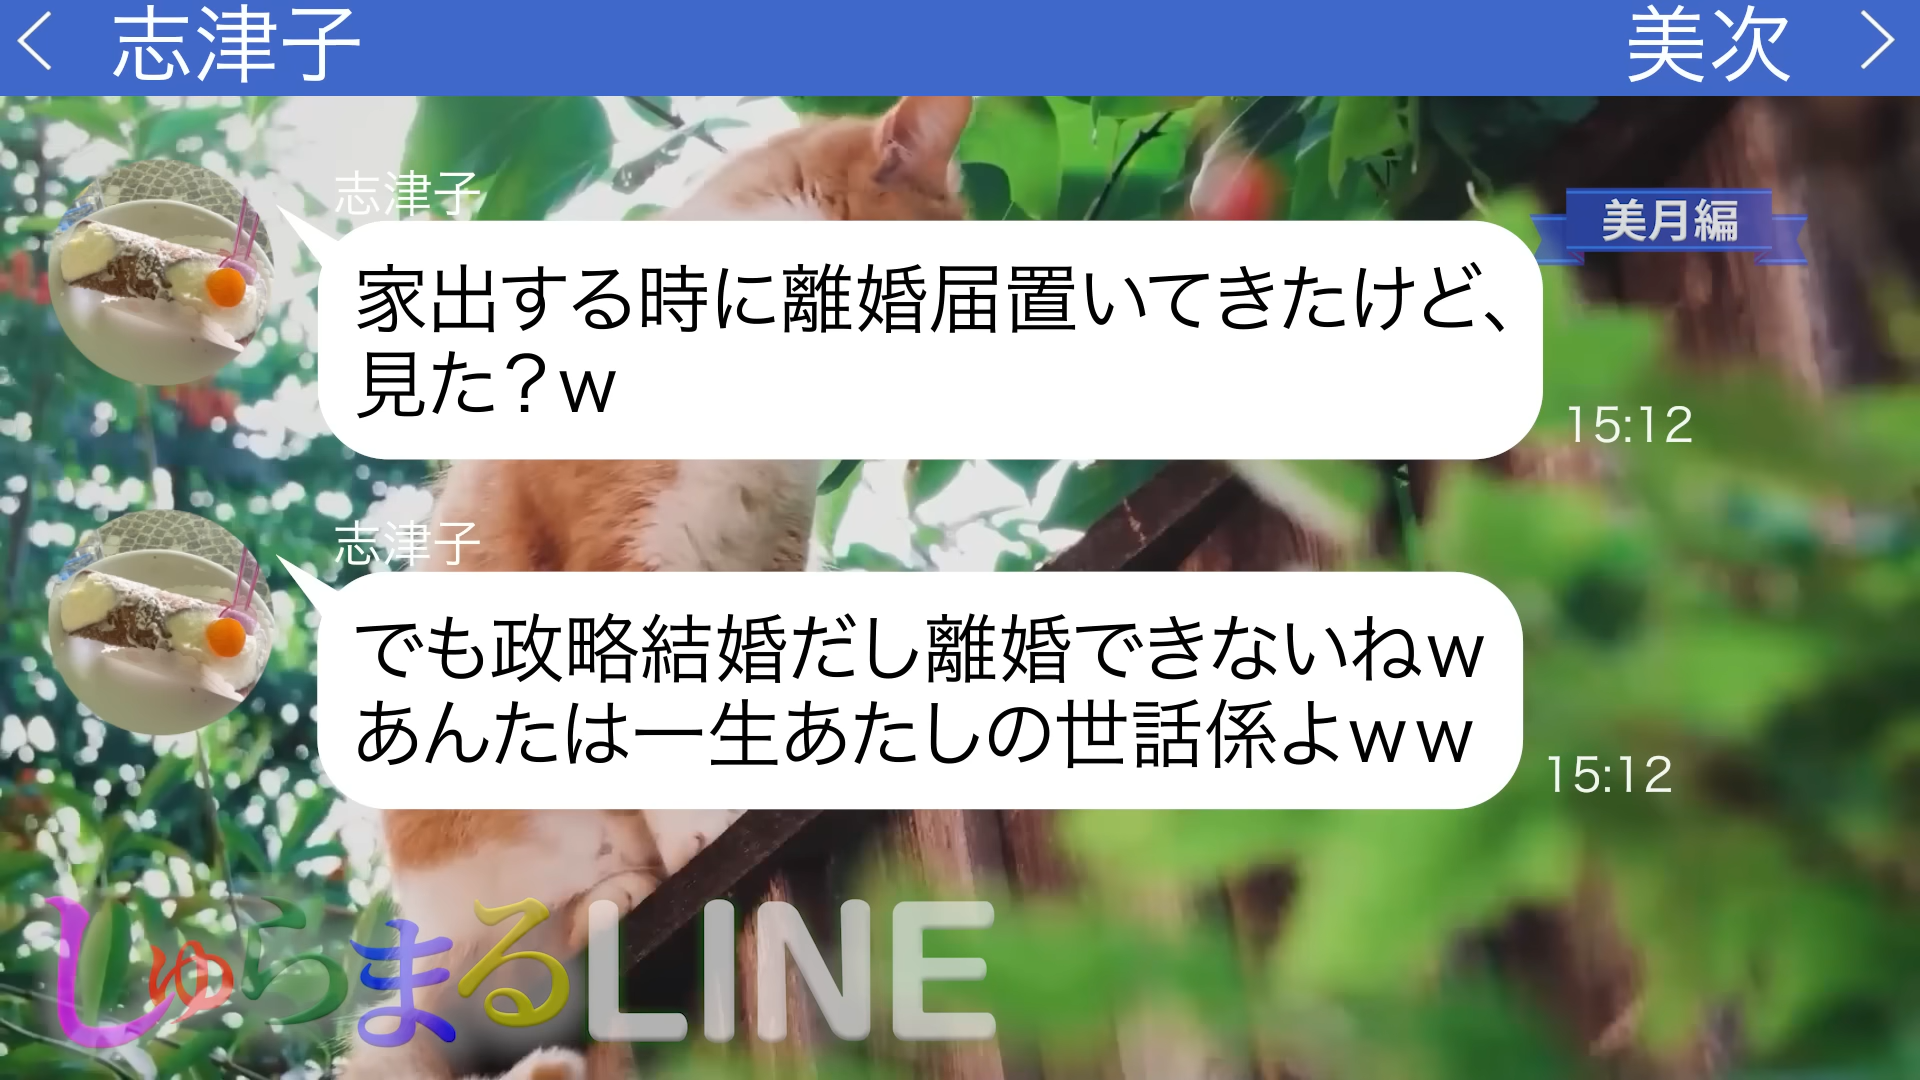 志津子
美次
美月編
志津子
家出する時に離婚届置いてきたけど、
見た？w
15:12
志津子
でも政略結婚だし離婚できないねw
あんたは一生あたしの世話係よww
15:12
しゅらまるLINE